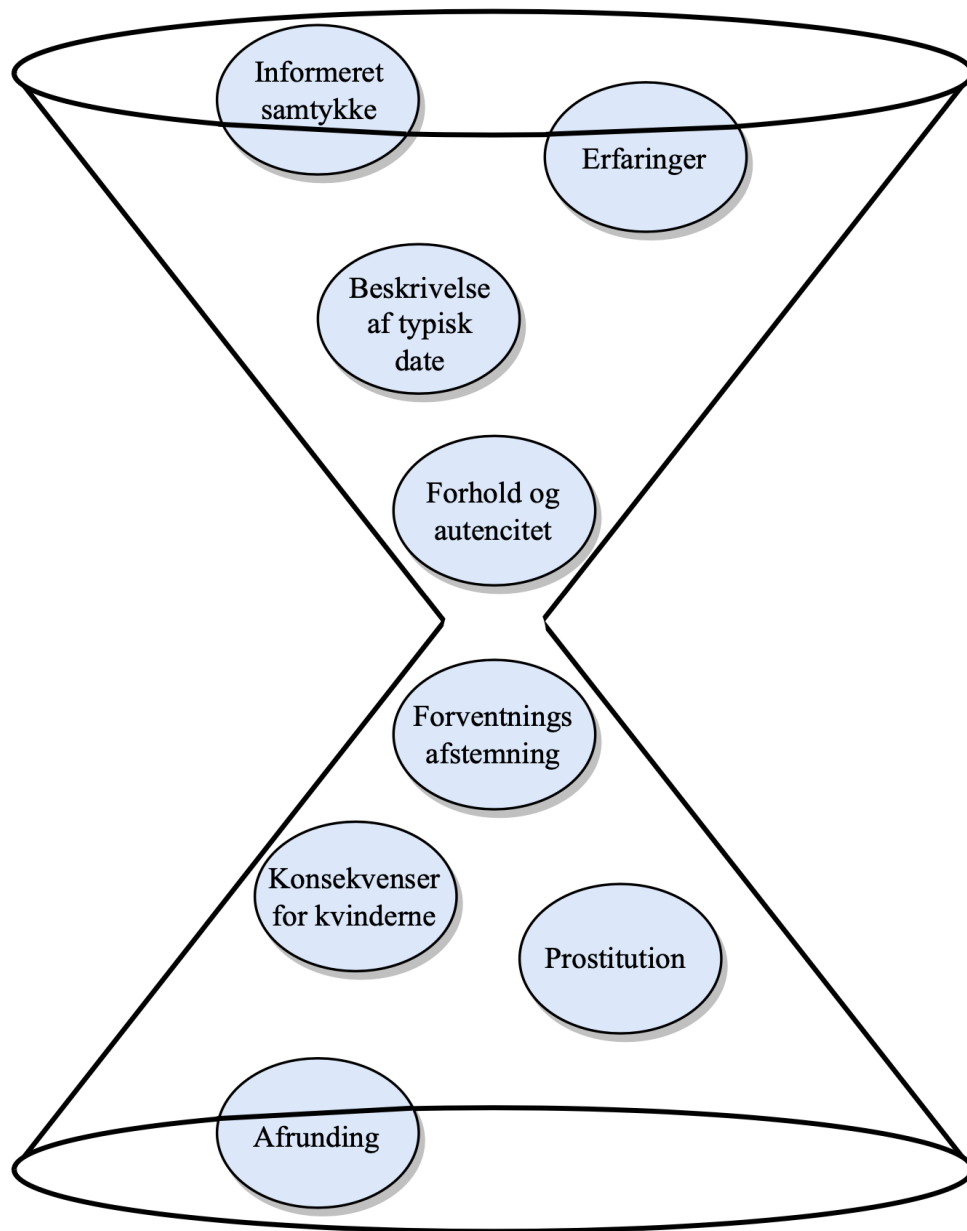 Informeret
samtykke
Erfaringer
Beskrivelse
af typisk
date
Forhold og
autencitet
Forventnings
afstemning
Konsekvenser
for kvinderne
Prostitution
Afrunding